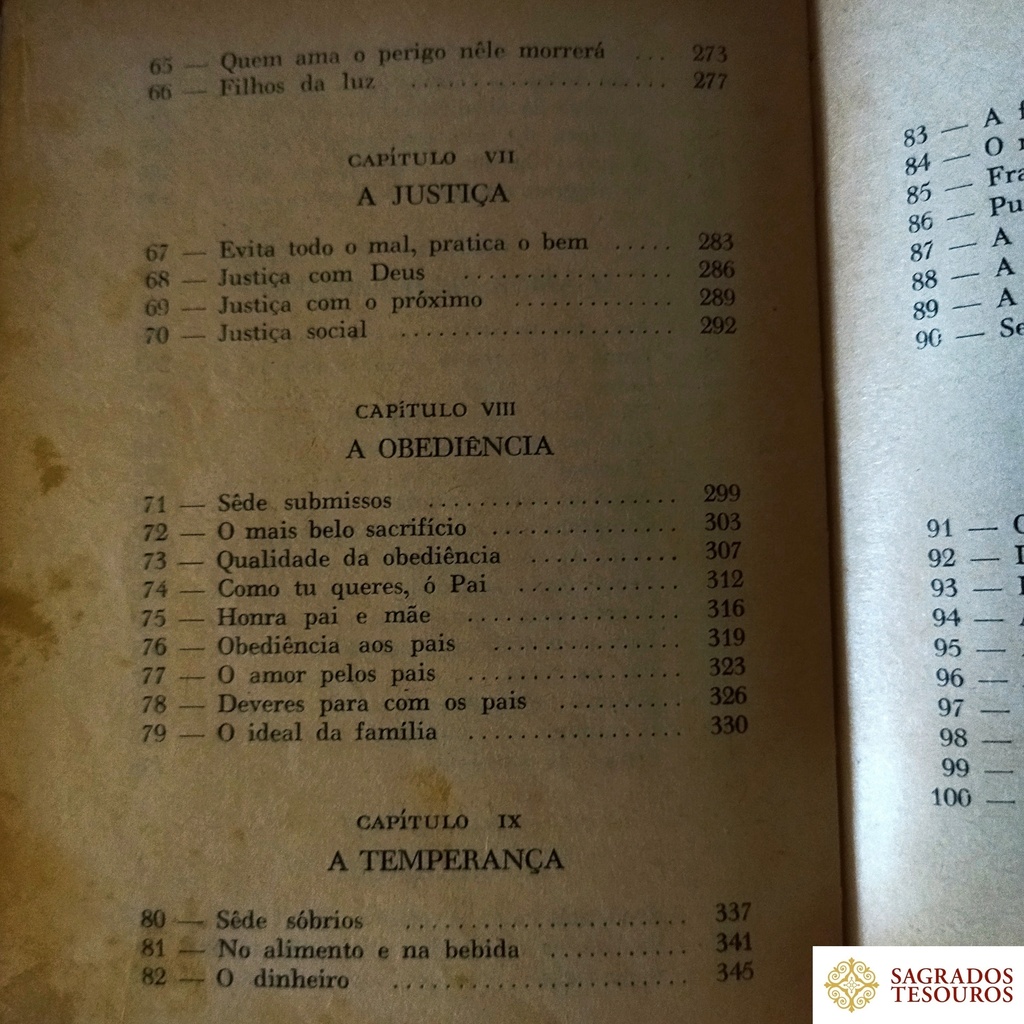 65 — Quem ama o perigo nêle morrerá ... 273
66 — Filhos da luz ..................... 277
CAPÍTULO VII
A JUSTIÇA
67 — Evita todo o mal, pratica o bem ..... 283
68 — Justiça com Deus ................. 286
69 — Justiça com o próximo ............. 289
70 — Justiça social ...................... 292
CAPÍTULO VIII
A OBEDIÊNCIA
71 — Sêde submissos .................... 299
72 — O mais belo sacrifício .............. 303
73 — Qualidade da obediência ........... 307
74 — Como tu queres, ó Pai ............ 312
75 — Honra pai e mãe ................. 316
76 — Obediência aos pais ............... 319
77 — O amor pelos pais ................. 323
78 — Deveres para com os pais .......... 326
79 — O ideal da família ................. 330
CAPÍTULO IX
A TEMPERANÇA
80 — Sêde sóbrios ...................... 337
81 — No alimento e na bebida ........... 341
82 — O dinheiro ........................ 345
83 — A
84 — O
85 —
86 —
87 — A
88 — A
89 — A
90 —
91 —
92 —
93 —
94 —
95 —
96 —
97 —
98 —
99 —
100 —
SAGRADOS
TESOUROS